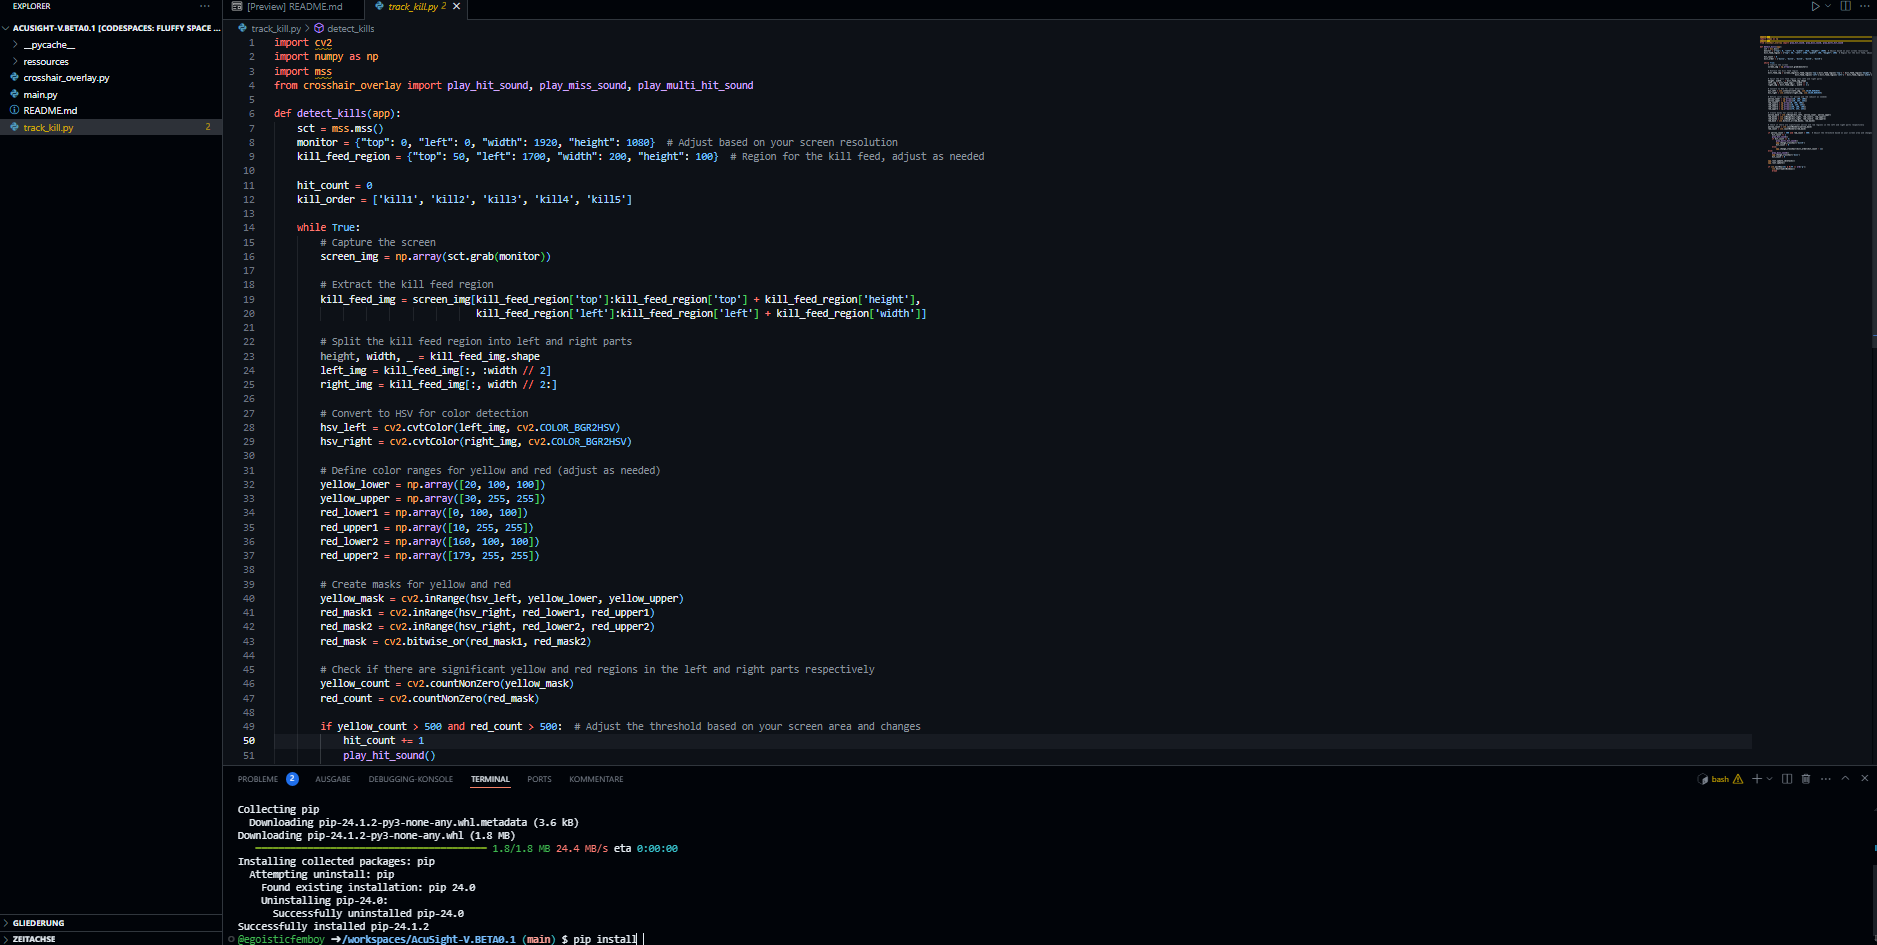 EXPLORER
ACUSIGHT-V.BETA0.1 [CODESPACES: FLUFFY SPACE ...
__pycache__
ressources
crosshair_overlay.py
main.py
README.md
track_kill.py 2
GLIEDERUNG
ZEITACHSE
[Preview] README.md
track_kill.py 2
track_kill.py > detect_kills
1 import cv2
2 import numpy as np
3 import mss
4 from crosshair_overlay import play_hit_sound, play_miss_sound, play_multi_hit_sound
5
6 def detect_kills(app):
7 sct = mss.mss()
8 monitor = {"top": 0, "left": 0, "width": 1920, "height": 1080}  # Adjust based on your screen resolution
9 kill_feed_region = {"top": 50, "left": 1700, "width": 200, "height": 100}  # Region for the kill feed, adjust as needed
10
11 hit_count = 0
12 kill_order = ['kill1', 'kill2', 'kill3', 'kill4', 'kill5']
13
14 while True:
15 # Capture the screen
16 screen_img = np.array(sct.grab(monitor))
17
18 # Extract the kill feed region
19 kill_feed_img = screen_img[kill_feed_region['top']:kill_feed_region['top'] + kill_feed_region['height'],
20 kill_feed_region['left']:kill_feed_region['left'] + kill_feed_region['width']]
21
22 # Split the kill feed region into left and right parts
23 height, width, _ = kill_feed_img.shape
24 left_img = kill_feed_img[:, :width // 2]
25 right_img = kill_feed_img[:, width // 2:]
26
27 # Convert to HSV for color detection
28 hsv_left = cv2.cvtColor(left_img, cv2.COLOR_BGR2HSV)
29 hsv_right = cv2.cvtColor(right_img, cv2.COLOR_BGR2HSV)
30
31 # Define color ranges for yellow and red (adjust as needed)
32 yellow_lower = np.array([20, 100, 100])
33 yellow_upper = np.array([30, 255, 255])
34 red_lower1 = np.array([0, 100, 100])
35 red_upper1 = np.array([10, 255, 255])
36 red_lower2 = np.array([160, 100, 100])
37 red_upper2 = np.array([179, 255, 255])
38
39 # Create masks for yellow and red
40 yellow_mask = cv2.inRange(hsv_left, yellow_lower, yellow_upper)
41 red_mask1 = cv2.inRange(hsv_right, red_lower1, red_upper1)
42 red_mask2 = cv2.inRange(hsv_right, red_lower2, red_upper2)
43 red_mask = cv2.bitwise_or(red_mask1, red_mask2)
44
45 # Check if there are significant yellow and red regions in the left and right parts respectively
46 yellow_count = cv2.countNonZero(yellow_mask)
47 red_count = cv2.countNonZero(red_mask)
48
49 if yellow_count > 500 and red_count > 500:  # Adjust the threshold based on your screen area and changes
50 hit_count += 1
51 play_hit_sound()
PROBLEME 2 AUSGABE DEBUGGING-KONSOLE TERMINAL PORTS KOMMENTARE
bash
Collecting pip
Downloading pip-24.1.2-py3-none-any.whl.metadata (3.6 kB)
Downloading pip-24.1.2-py3-none-any.whl (1.8 MB)
1.8/1.8 MB 24.4 MB/s eta 0:00:00
Installing collected packages: pip
Attempting uninstall: pip
Found existing installation: pip 24.0
Uninstalling pip-24.0:
Successfully uninstalled pip-24.0
Successfully installed pip-24.1.2
@egoisticfemboy ➜/workspaces/AcuSight-V.BETA0.1 (main) $ pip install